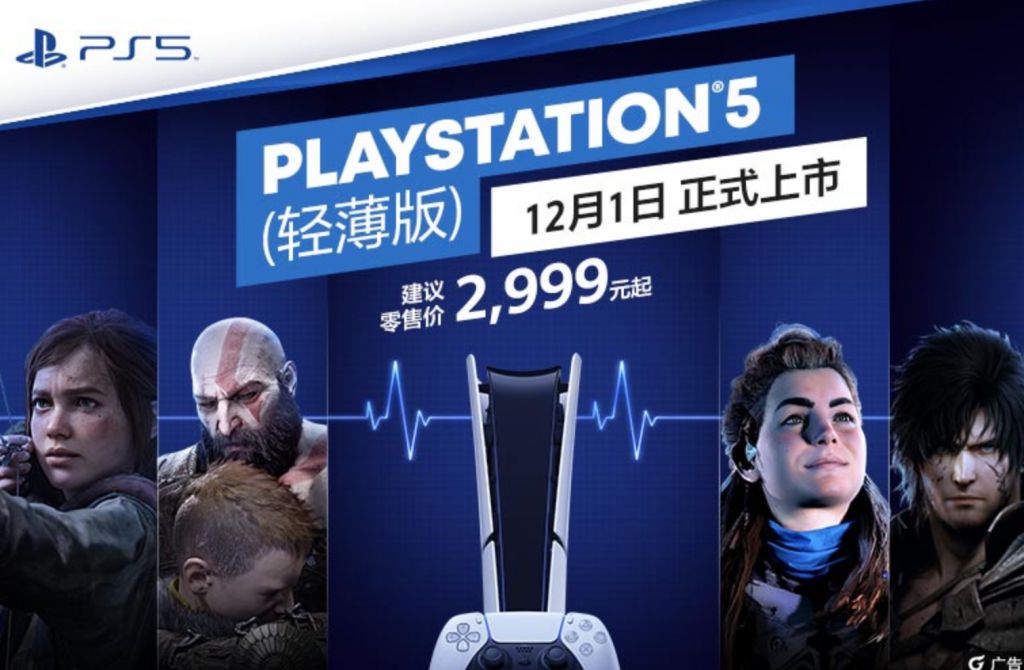 PS5
PLAYSTATION®5
(轻薄版)
12月1日 正式上市
建议
零售价
2,999元起
广告